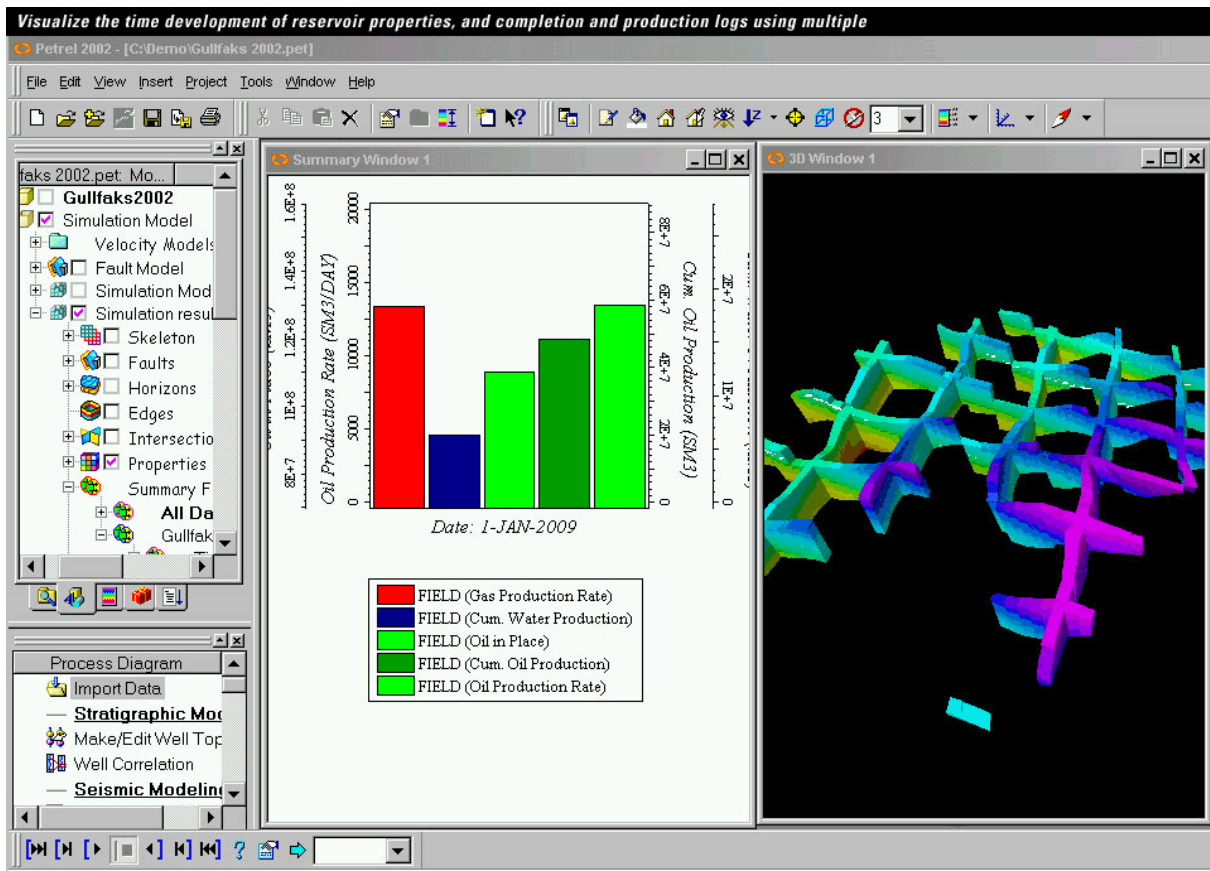 Visualize the time development of reservoir properties, and completion and production logs using multiple
Petrel 2002 - [C:\Demo\Gullfaks 2002.pet]
File Edit View Insert Project Tools Window Help
3
faks 2002.pet: Mo...
Gullfaks2002
Simulation Model
Velocity Models
Fault Model
Simulation Mod
Simulation resul
Skeleton
Faults
Horizons
Edges
Intersectio
Properties
Summary F
All Da
Gullfak
Process Diagram
Import Data
Stratigraphic Mod
Make/Edit Well Top
Well Correlation
Seismic Modeling
Summary Window 1
1.6E+8
1.4E+8
1.2E+8
1E+8
8E+7
Oil Production Rate (SM3/DAY)
20000
15000
10000
5000
0
8E+7
6E+7
4E+7
2E+7
0
Cum. Oil Production (SM3)
2E+7
1E+7
0
Date: 1-JAN-2009
FIELD (Gas Production Rate)
FIELD (Cum. Water Production)
FIELD (Oil in Place)
FIELD (Cum. Oil Production)
FIELD (Oil Production Rate)
3D Window 1